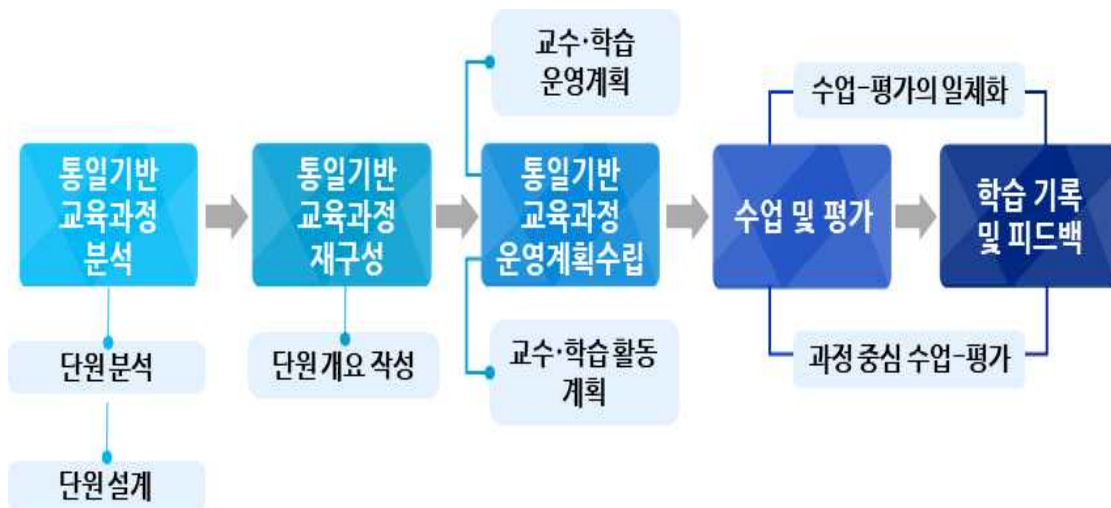 교수·학습
운영계획
수업-평가의 일체화
통일기반
교육과정
분석
통일기반
교육과정
재구성
통일기반
교육과정
운영계획수립
수업 및 평가
학습 기록
및 피드백
단원 분석
단원 개요 작성
교수·학습 활동
계획
과정 중심 수업-평가
단원 설계